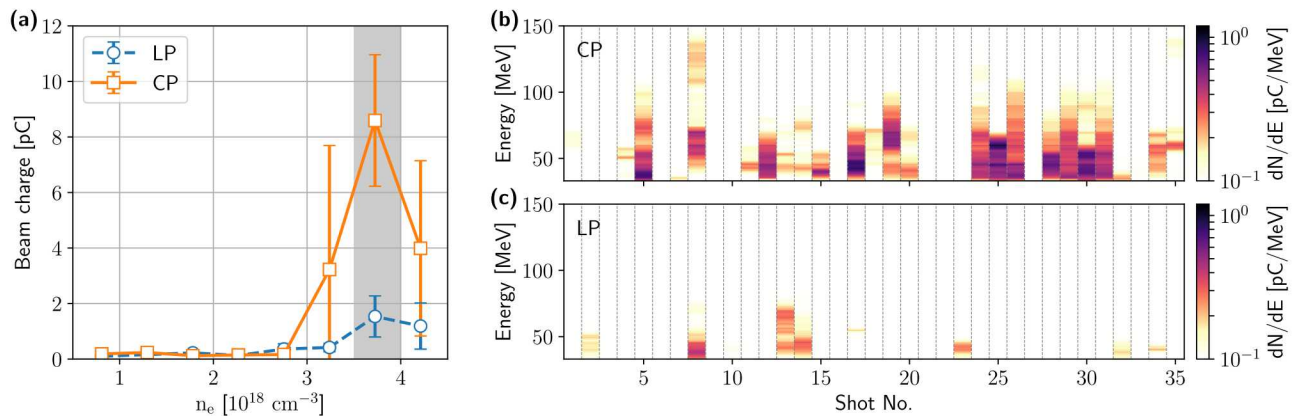 (a)
12
10
8
6
4
2
0
Beam charge [pC]
LP
CP
1
2
3
4
nₑ [10¹⁸ cm⁻³]
(b)
CP
150
100
50
Energy [MeV]
10⁰
10⁻¹
dN/dE [pC/MeV]
(c)
LP
150
100
50
Energy [MeV]
5
10
15
20
25
30
35
Shot No.
10⁰
10⁻¹
dN/dE [pC/MeV]